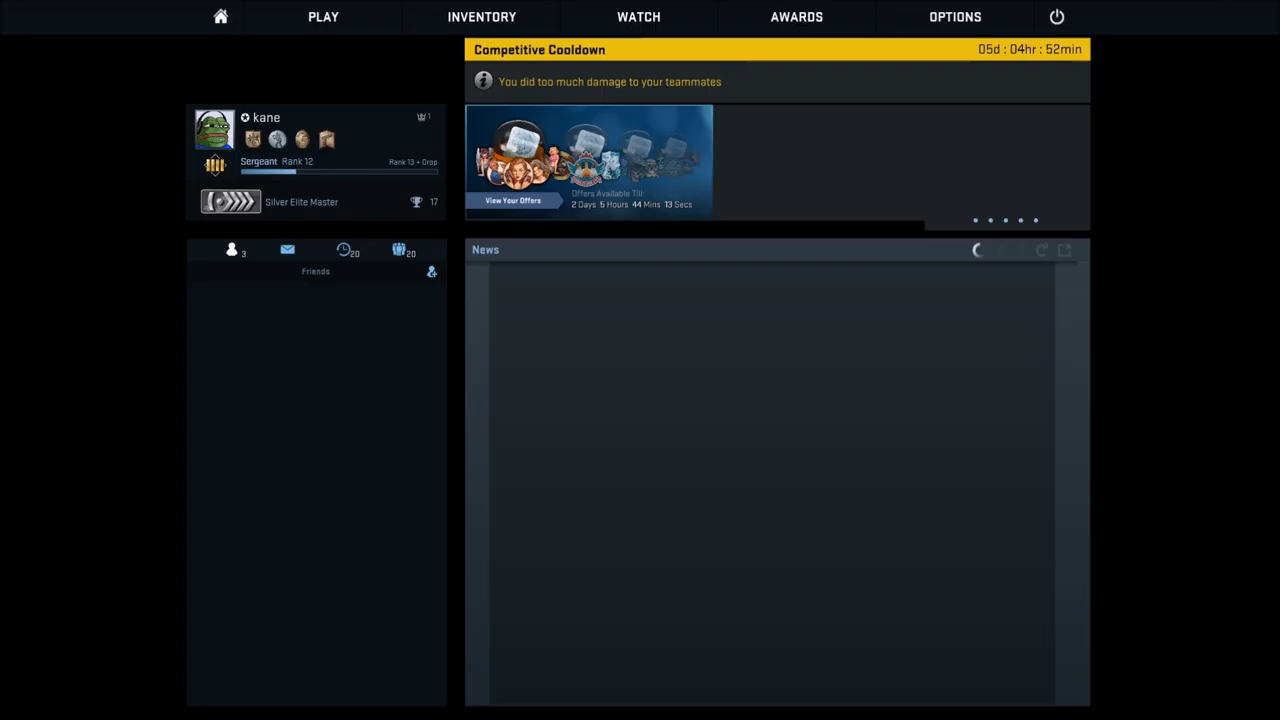 PLAY
INVENTORY
WATCH
AWARDS
OPTIONS
Competitive Cooldown
05d : 04hr : 52min
You did too much damage to your teammates
kane
1
Sergeant Rank 12
Rank 13 + Drop
Silver Elite Master
17
View Your Offers
Offers Available Till:
2 Days 5 Hours 44 Mins 13 Secs
3
20
20
Friends
News